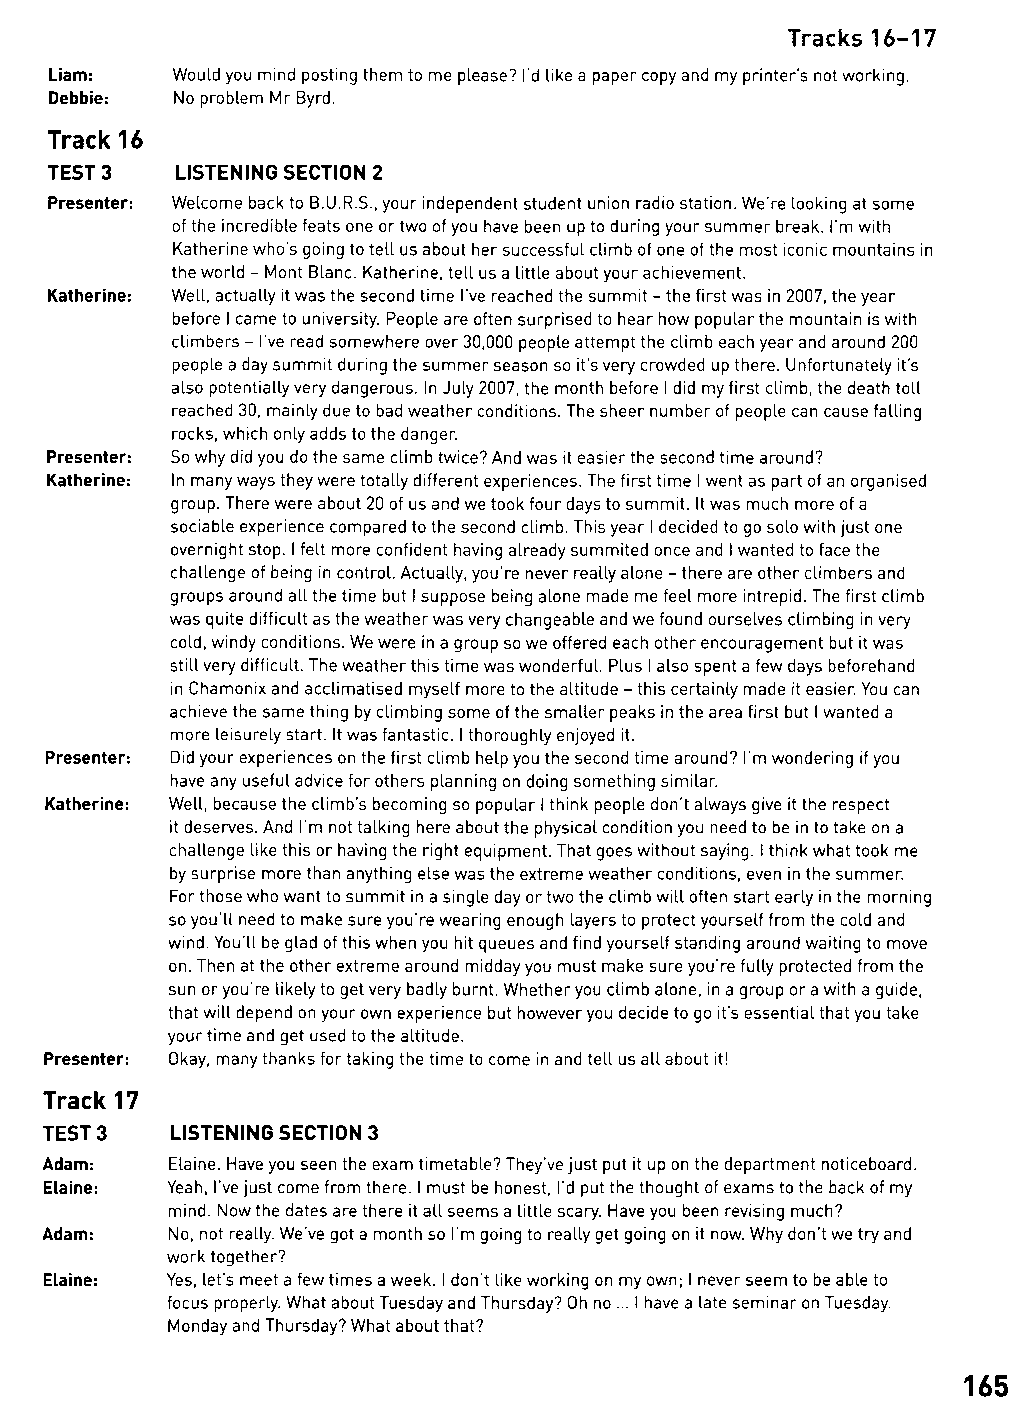 Tracks 16–17
Liam: Would you mind posting them to me please? I'd like a paper copy and my printer's not working.
Debbie: No problem Mr Byrd.
Track 16
TEST 3 LISTENING SECTION 2
Presenter: Welcome back to B.U.R.S., your independent student union radio station. We're looking at some
of the incredible feats one or two of you have been up to during your summer break. I'm with
Katherine who's going to tell us about her successful climb of one of the most iconic mountains in
the world – Mont Blanc. Katherine, tell us a little about your achievement.
Katherine: Well, actually it was the second time I've reached the summit – the first was in 2007, the year
before I came to university. People are often surprised to hear how popular the mountain is with
climbers – I've read somewhere over 30,000 people attempt the climb each year and around 200
people a day summit during the summer season so it's very crowded up there. Unfortunately it's
also potentially very dangerous. In July 2007, the month before I did my first climb, the death toll
reached 30, mainly due to bad weather conditions. The sheer number of people can cause falling
rocks, which only adds to the danger.
Presenter: So why did you do the same climb twice? And was it easier the second time around?
Katherine: In many ways they were totally different experiences. The first time I went as part of an organised
group. There were about 20 of us and we took four days to summit. It was much more of a
sociable experience compared to the second climb. This year I decided to go solo with just one
overnight stop. I felt more confident having already summited once and I wanted to face the
challenge of being in control. Actually, you're never really alone – there are other climbers and
groups around all the time but I suppose being alone made me feel more intrepid. The first climb
was quite difficult as the weather was very changeable and we found ourselves climbing in very
cold, windy conditions. We were in a group so we offered each other encouragement but it was
still very difficult. The weather this time was wonderful. Plus I also spent a few days beforehand
in Chamonix and acclimatised myself more to the altitude – this certainly made it easier. You can
achieve the same thing by climbing some of the smaller peaks in the area first but I wanted a
more leisurely start. It was fantastic. I thoroughly enjoyed it.
Presenter: Did your experiences on the first climb help you the second time around? I'm wondering if you
have any useful advice for others planning on doing something similar.
Katherine: Well, because the climb's becoming so popular I think people don't always give it the respect
it deserves. And I'm not talking here about the physical condition you need to be in to take on a
challenge like this or having the right equipment. That goes without saying. I think what took me
by surprise more than anything else was the extreme weather conditions, even in the summer.
For those who want to summit in a single day or two the climb will often start early in the morning
so you'll need to make sure you're wearing enough layers to protect yourself from the cold and
wind. You'll be glad of this when you hit queues and find yourself standing around waiting to move
on. Then at the other extreme around midday you must make sure you're fully protected from the
sun or you're likely to get very badly burnt. Whether you climb alone, in a group or a with a guide,
that will depend on your own experience but however you decide to go it's essential that you take
your time and get used to the altitude.
Presenter: Okay, many thanks for taking the time to come in and tell us all about it!
Track 17
TEST 3 LISTENING SECTION 3
Adam: Elaine. Have you seen the exam timetable? They've just put it up on the department noticeboard.
Elaine: Yeah, I've just come from there. I must be honest, I'd put the thought of exams to the back of my
mind. Now the dates are there it all seems a little scary. Have you been revising much?
Adam: No, not really. We've got a month so I'm going to really get going on it now. Why don't we try and
work together?
Elaine: Yes, let's meet a few times a week. I don't like working on my own; I never seem to be able to
focus properly. What about Tuesday and Thursday? Oh no ... I have a late seminar on Tuesday.
Monday and Thursday? What about that?
165